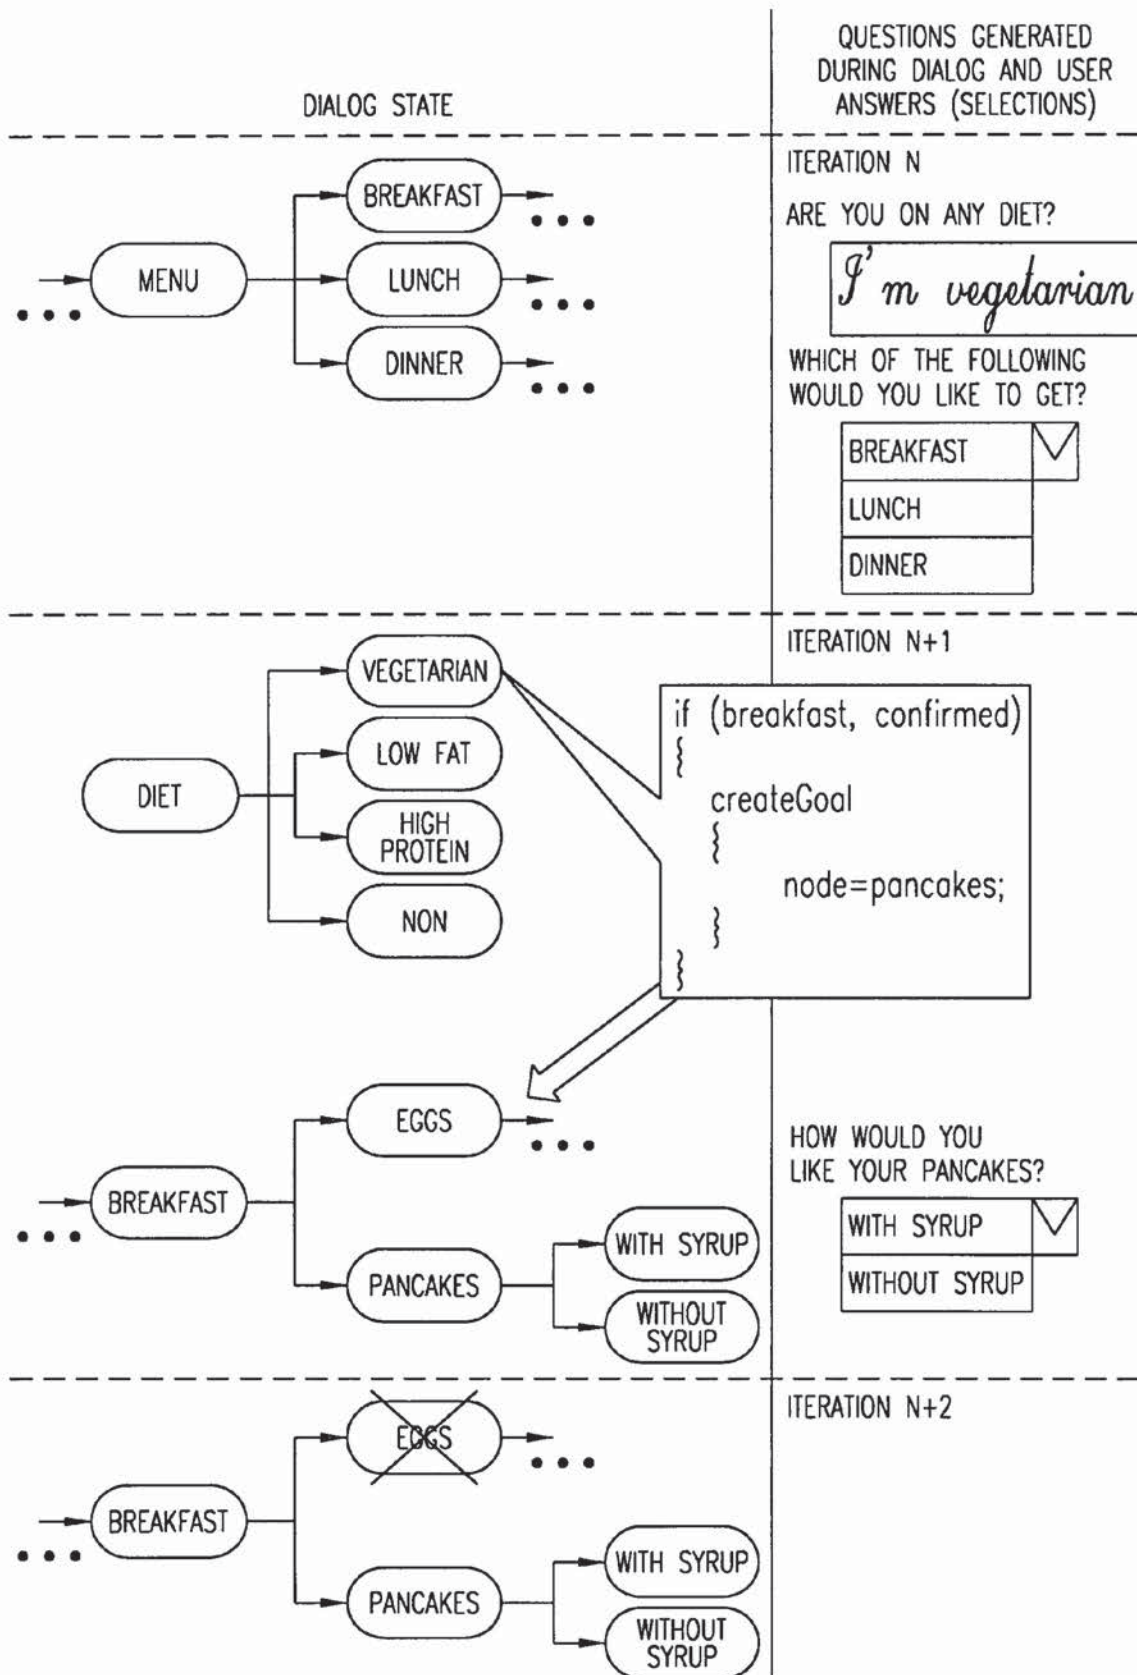 DIALOG STATE
QUESTIONS GENERATED
DURING DIALOG AND USER
ANSWERS (SELECTIONS)
MENU
BREAKFAST
LUNCH
DINNER
ITERATION N
ARE YOU ON ANY DIET?
I'm vegetarian
WHICH OF THE FOLLOWING
WOULD YOU LIKE TO GET?
BREAKFAST
LUNCH
DINNER
ITERATION N+1
DIET
VEGETARIAN
LOW FAT
HIGH
PROTEIN
NON
if (breakfast, confirmed)
{
createGoal
{
node=pancakes;
}
}
BREAKFAST
EGGS
PANCAKES
WITH SYRUP
WITHOUT
SYRUP
HOW WOULD YOU
LIKE YOUR PANCAKES?
WITH SYRUP
WITHOUT SYRUP
ITERATION N+2
BREAKFAST
EGGS
PANCAKES
WITH SYRUP
WITHOUT
SYRUP